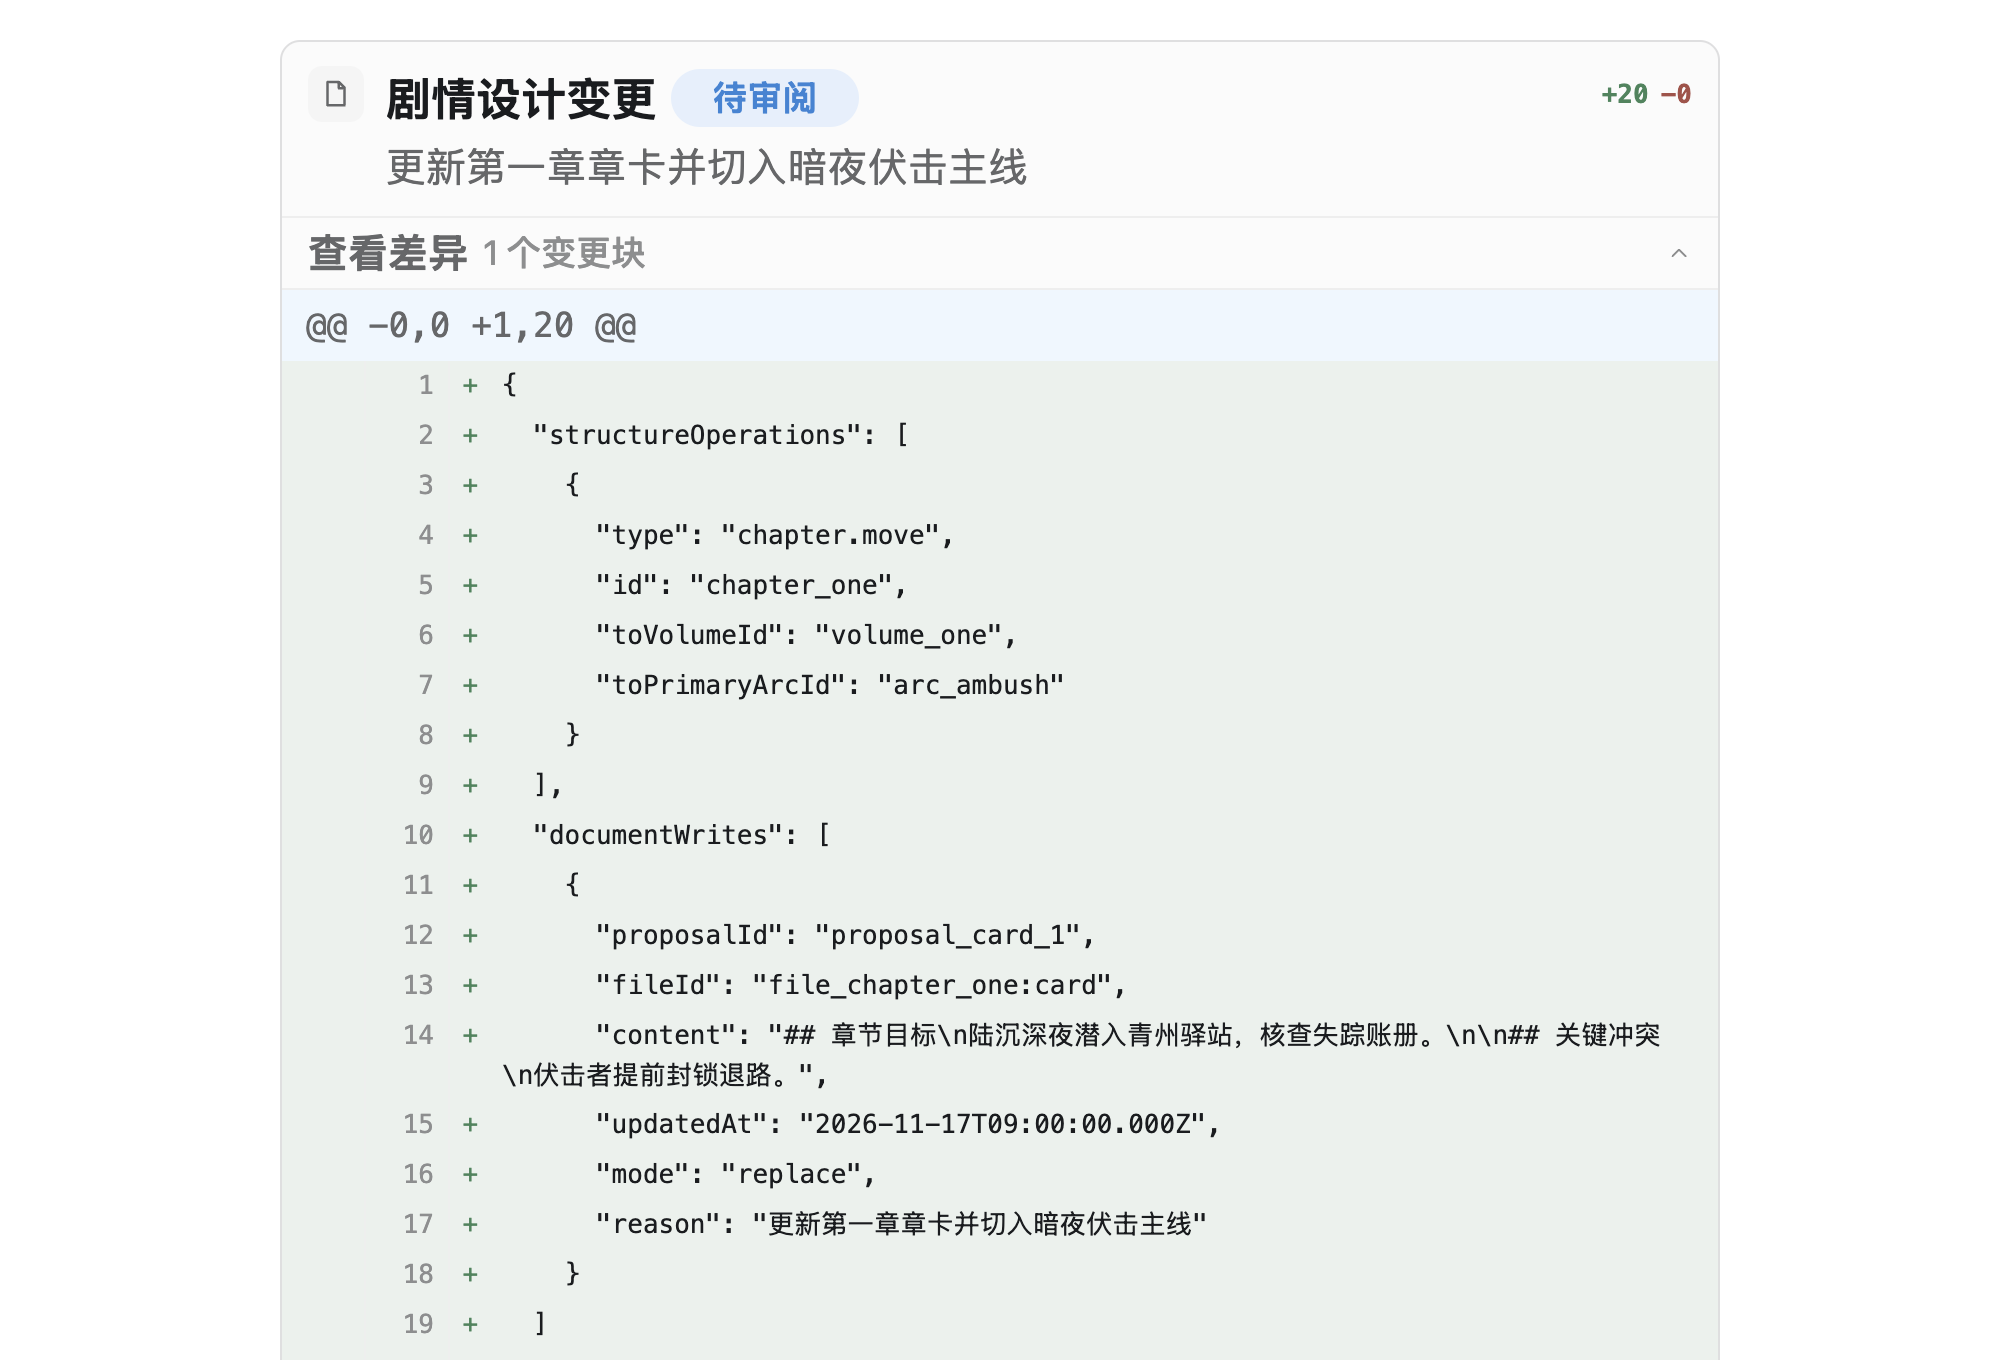 剧情设计变更 待审阅 +20 −0
更新第一章章卡并切入暗夜伏击主线
查看差异 1 个变更块
@@ −0,0 +1,20 @@
1 + {
2 +   "structureOperations": [
3 +     {
4 +       "type": "chapter.move",
5 +       "id": "chapter_one",
6 +       "toVolumeId": "volume_one",
7 +       "toPrimaryArcId": "arc_ambush"
8 +     }
9 +   ],
10 +   "documentWrites": [
11 +     {
12 +       "proposalId": "proposal_card_1",
13 +       "fileId": "file_chapter_one:card",
14 +       "content": "## 章节目标\n陆沉深夜潜入青州驿站，核查失踪账册。\n\n## 关键冲突
\n伏击者提前封锁退路。",
15 +       "updatedAt": "2026−11−17T09:00:00.000Z",
16 +       "mode": "replace",
17 +       "reason": "更新第一章章卡并切入暗夜伏击主线"
18 +     }
19 +   ]